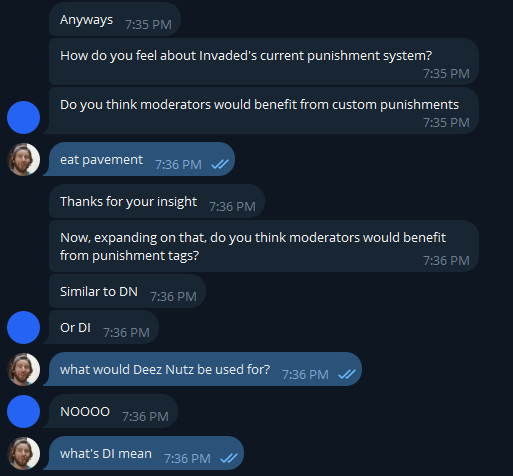 Anyways 7:35 PM
How do you feel about Invaded's current punishment system?
7:35 PM
Do you think moderators would benefit from custom punishments
7:35 PM
eat pavement 7:36 PM
Thanks for your insight 7:36 PM
Now, expanding on that, do you think moderators would benefit
from punishment tags? 7:36 PM
Similar to DN 7:36 PM
Or DI 7:36 PM
what would Deez Nutz be used for? 7:36 PM
NOOOO 7:36 PM
what's DI mean 7:36 PM